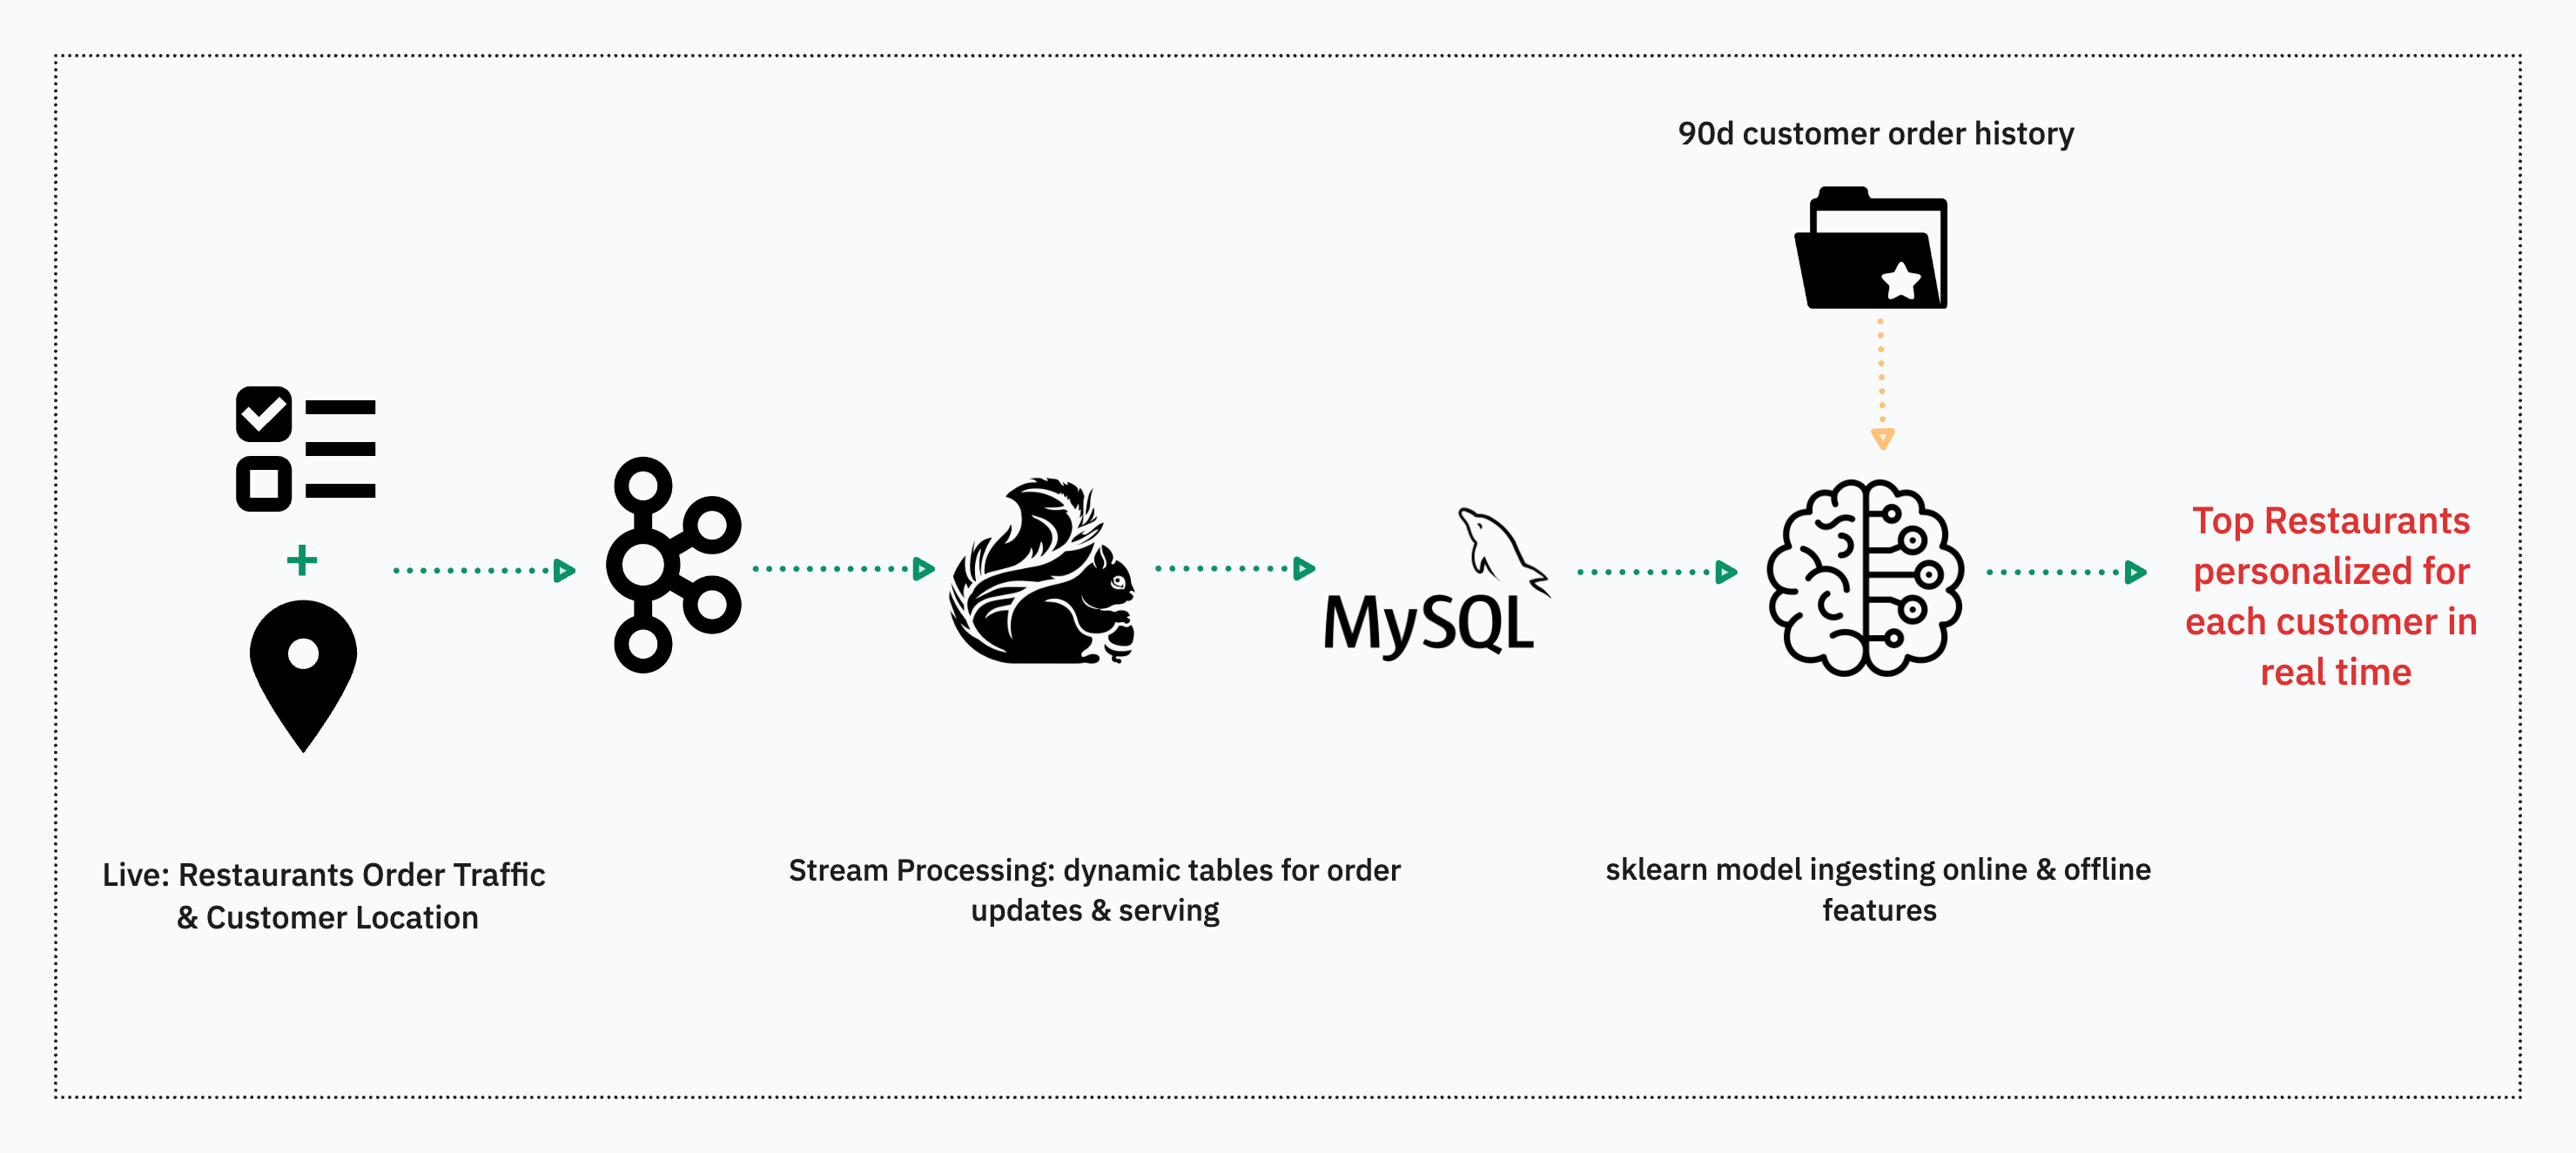 90d customer order history
MySQL
Top Restaurants
personalized for
each customer in
real time
Live: Restaurants Order Traffic
& Customer Location
Stream Processing: dynamic tables for order
updates & serving
sklearn model ingesting online & offline
features